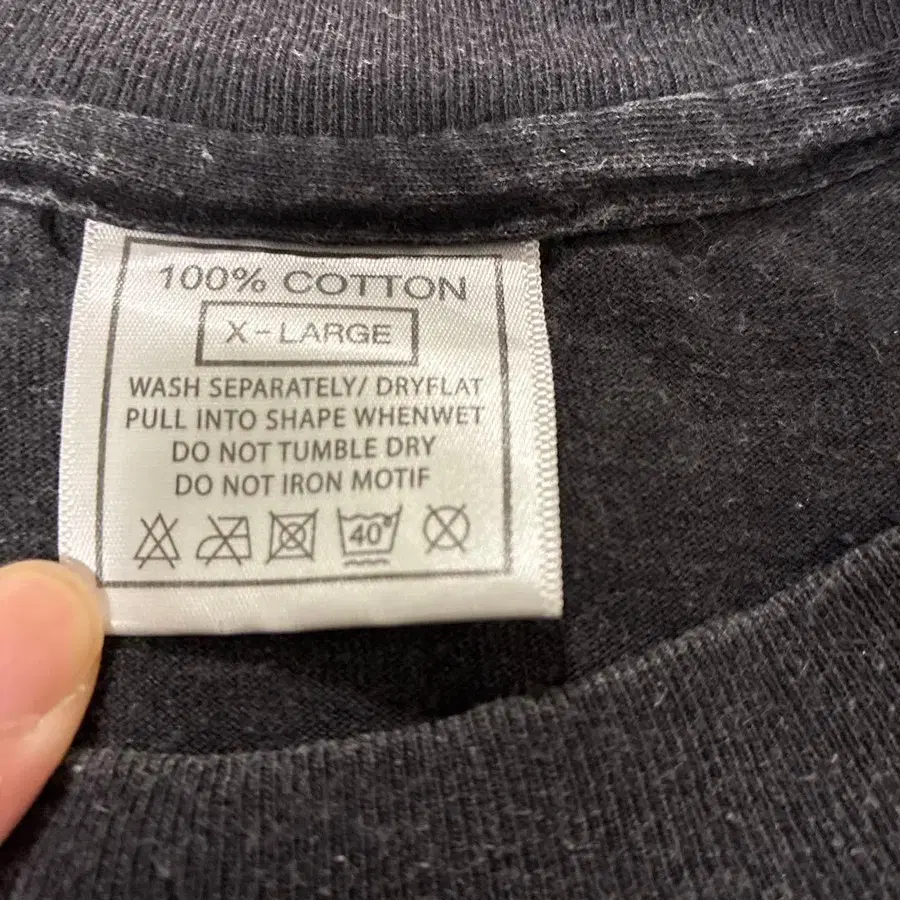 100% COTTON
X-LARGE
WASH SEPARATELY/ DRYFLAT
PULL INTO SHAPE WHENWET
DO NOT TUMBLE DRY
DO NOT IRON MOTIF
40°